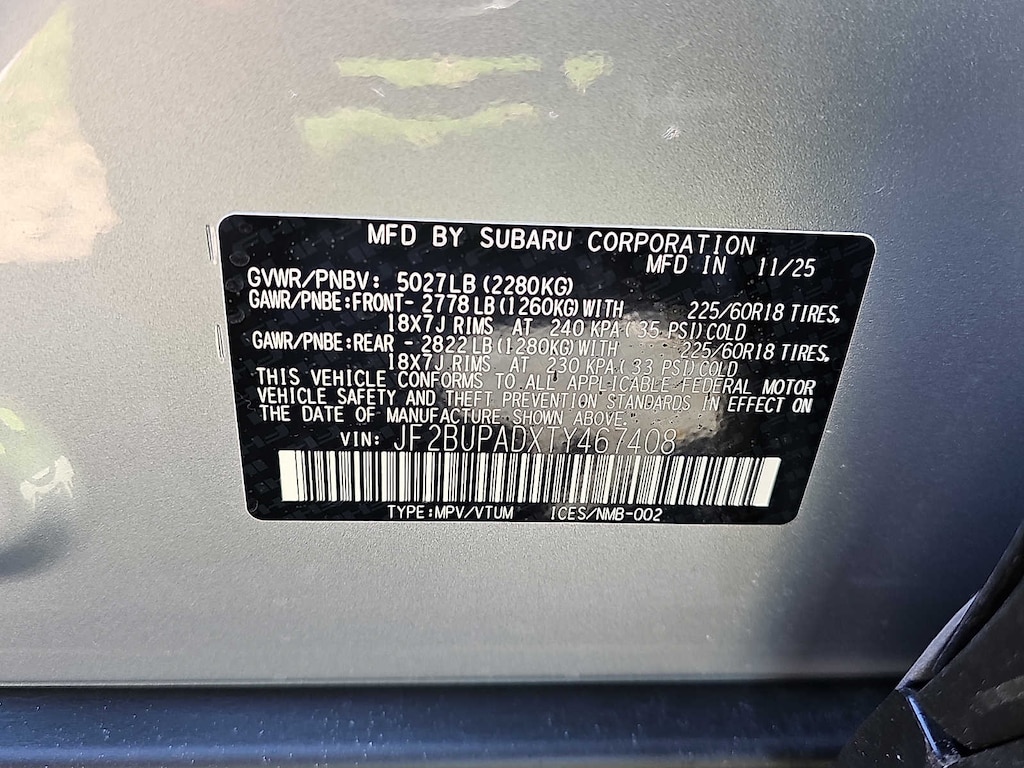 MFD BY SUBARU CORPORATION
MFD IN 11/25
GVWR/PNBV: 5027LB (2280KG)
GAWR/PNBE:FRONT- 2778 LB (1260KG) WITH 225/60R18 TIRES,
18X7J RIMS AT 240 KPA( 35 PSI) COLD
GAWR/PNBE:REAR - 2822 LB (1280KG) WITH 225/60R18 TIRES,
18X7J RIMS AT 230 KPA( 33 PSI) COLD
THIS VEHICLE CONFORMS TO ALL APPLICABLE FEDERAL MOTOR
VEHICLE SAFETY AND THEFT PREVENTION STANDARDS IN EFFECT ON
THE DATE OF MANUFACTURE SHOWN ABOVE.
VIN: JF2BUPADXTY467408
TYPE:MPV/VTUM ICES/NMB-002